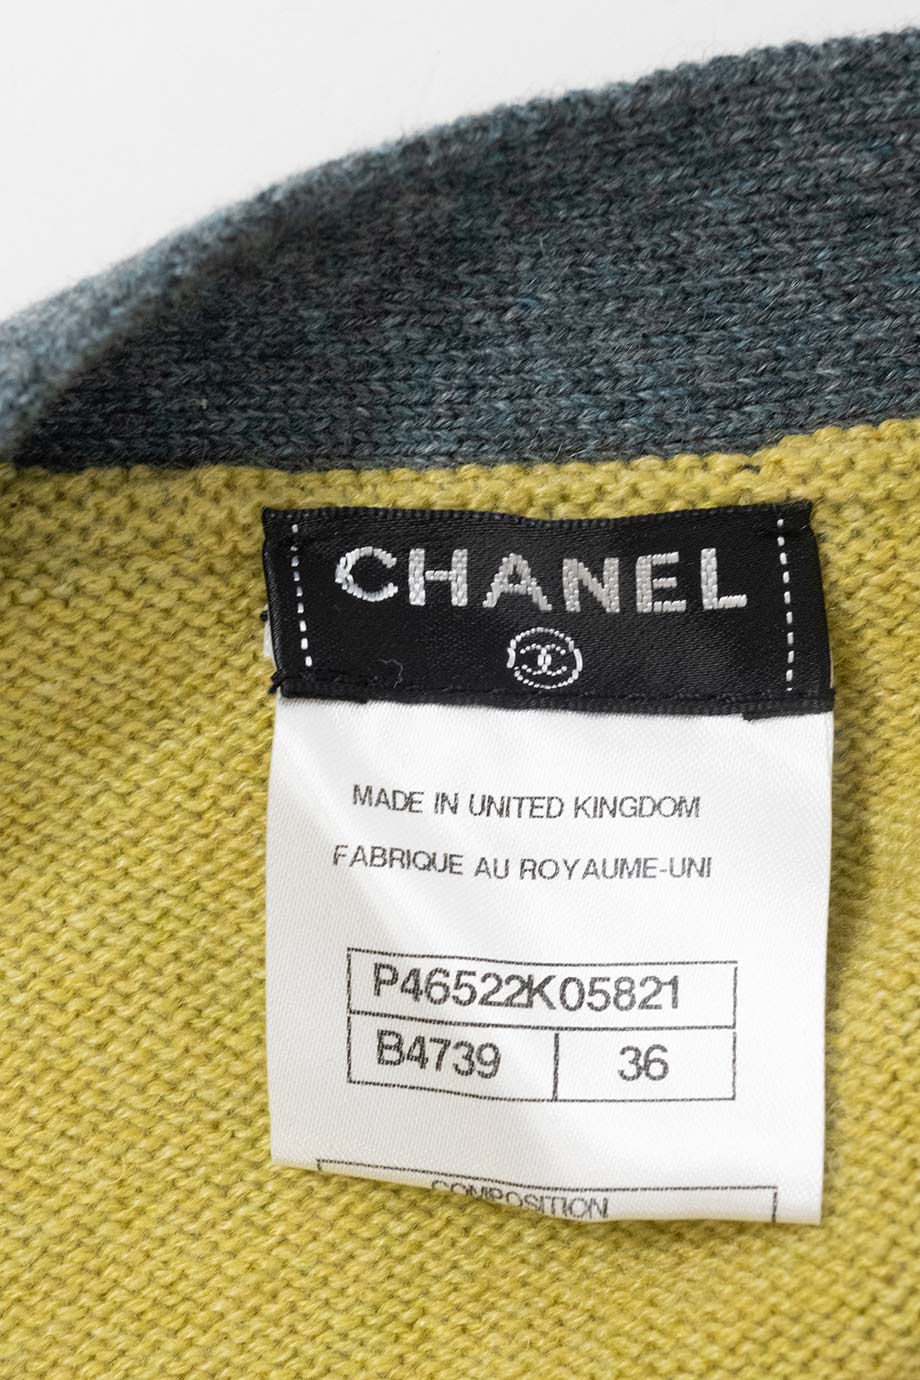 CHANEL
MADE IN UNITED KINGDOM
FABRIQUE AU ROYAUME-UNI
P46522K05821
B4739 36
COMPOSITION